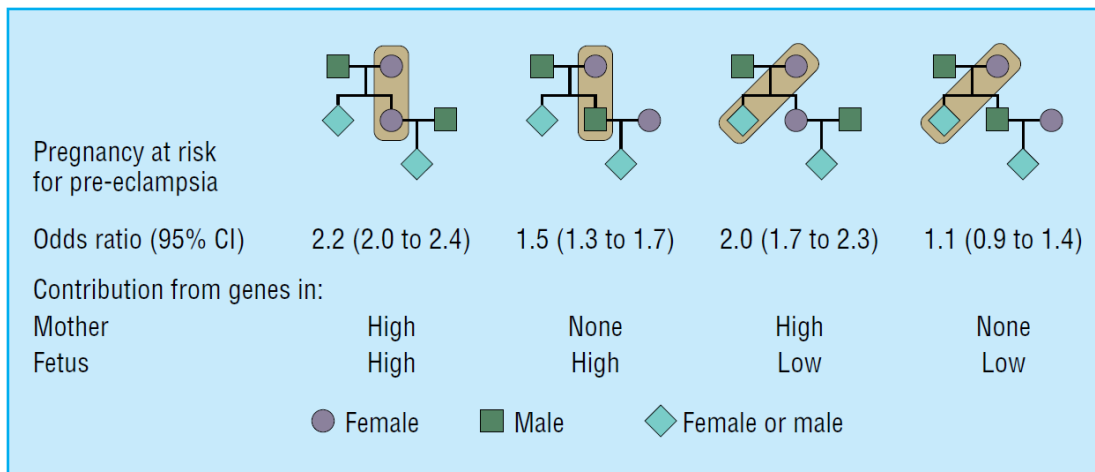 Pregnancy at risk
for pre-eclampsia
Odds ratio (95% CI) 2.2 (2.0 to 2.4) 1.5 (1.3 to 1.7) 2.0 (1.7 to 2.3) 1.1 (0.9 to 1.4)
Contribution from genes in:
Mother High None High None
Fetus High High Low Low
Female Male Female or male